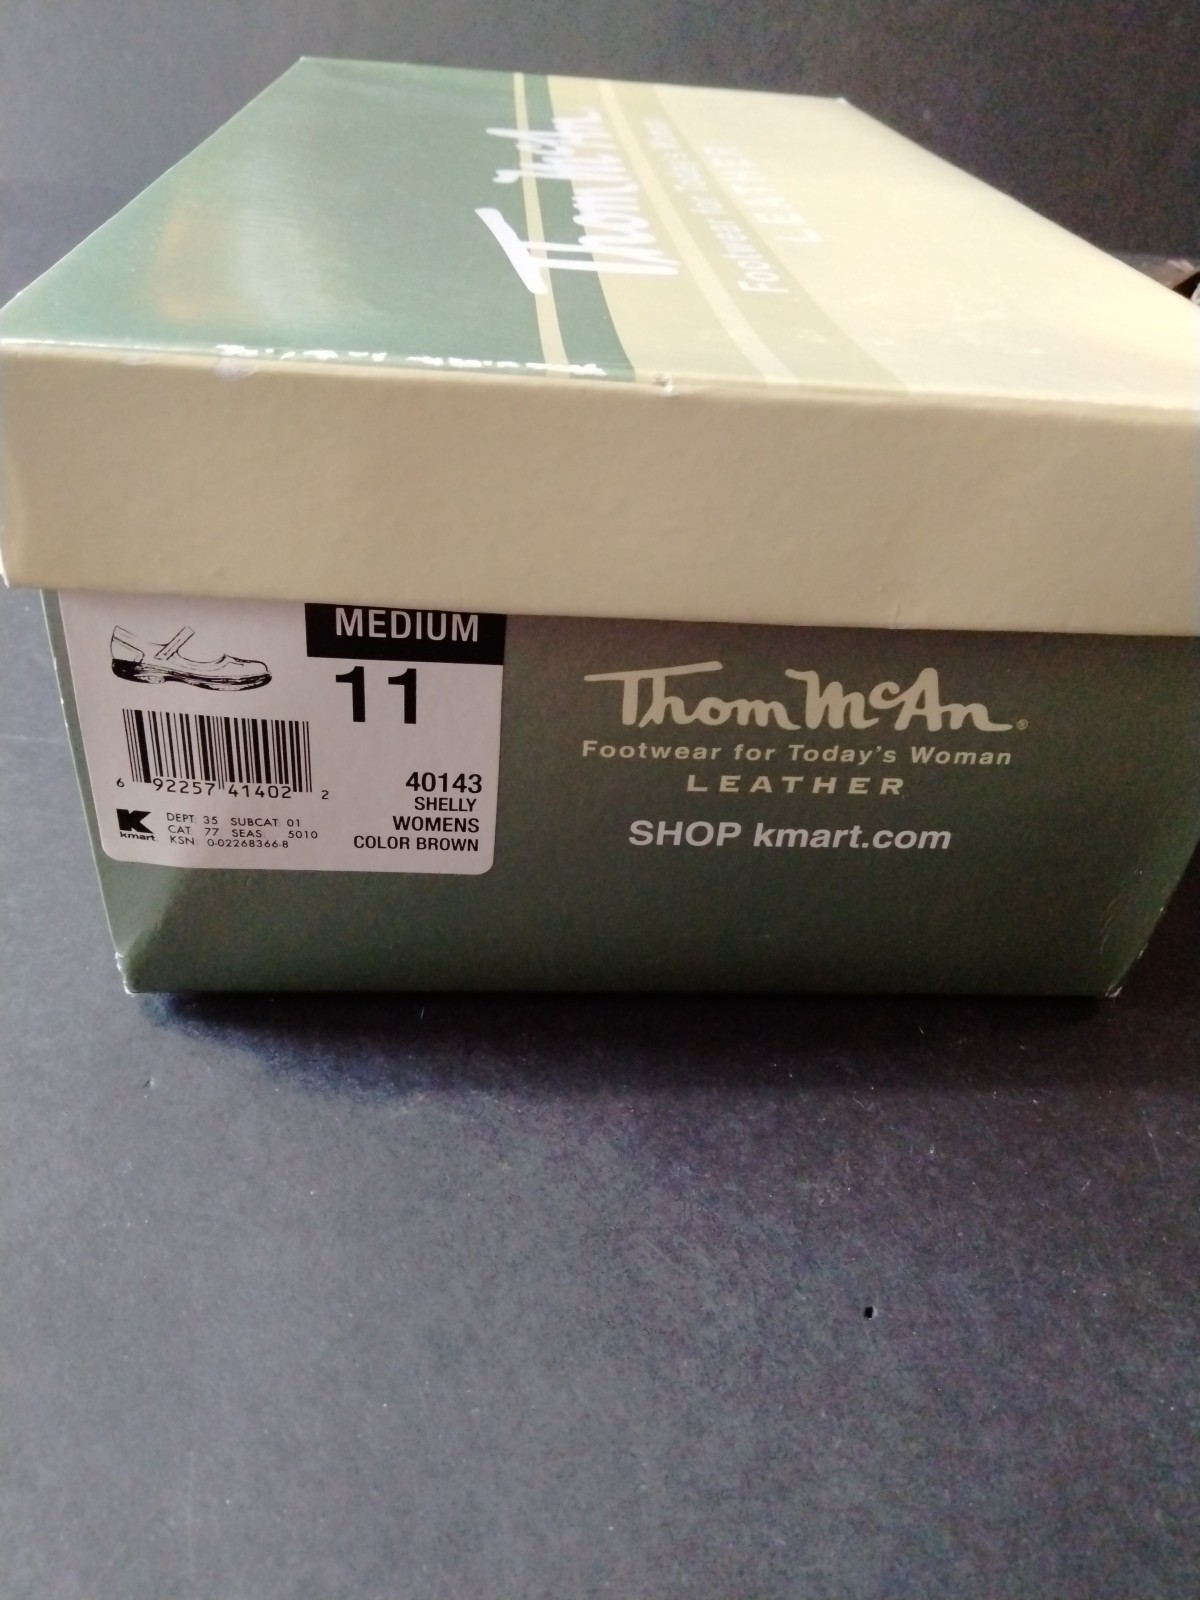 Thom McAn
Footwear for Today's Woman
LEATHER
MEDIUM
11
6 92257 41402 2
40143
SHELLY
WOMENS
COLOR BROWN
K
kmart
DEPT 35 SUBCAT 01
CAT 77 SEAS 5010
KSN 0-02268366-8
Thom McAn®
Footwear for Today's Woman
LEATHER
SHOP kmart.com